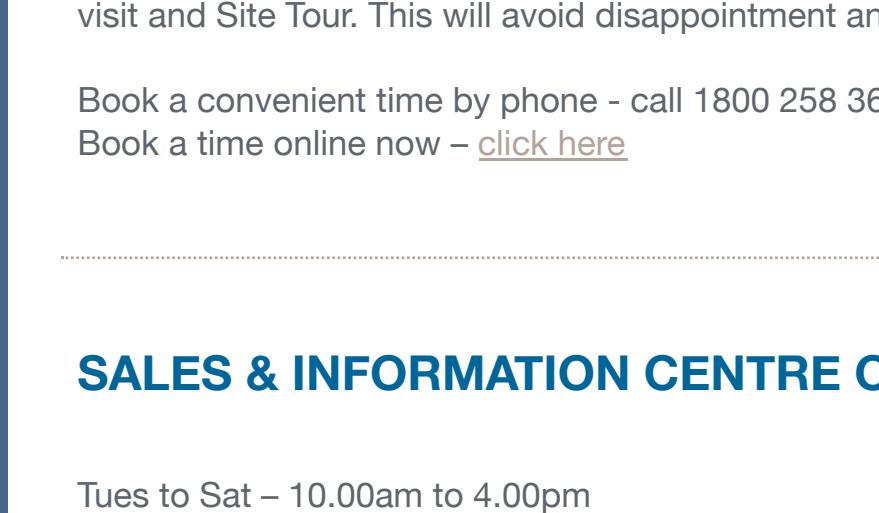 visit and Site Tour. This will avoid disappointment
Book a convenient time by phone - call 1800 258
Book a time online now – click here
SALES & INFORMATION CENTRE
Tues to Sat – 10.00am to 4.00pm